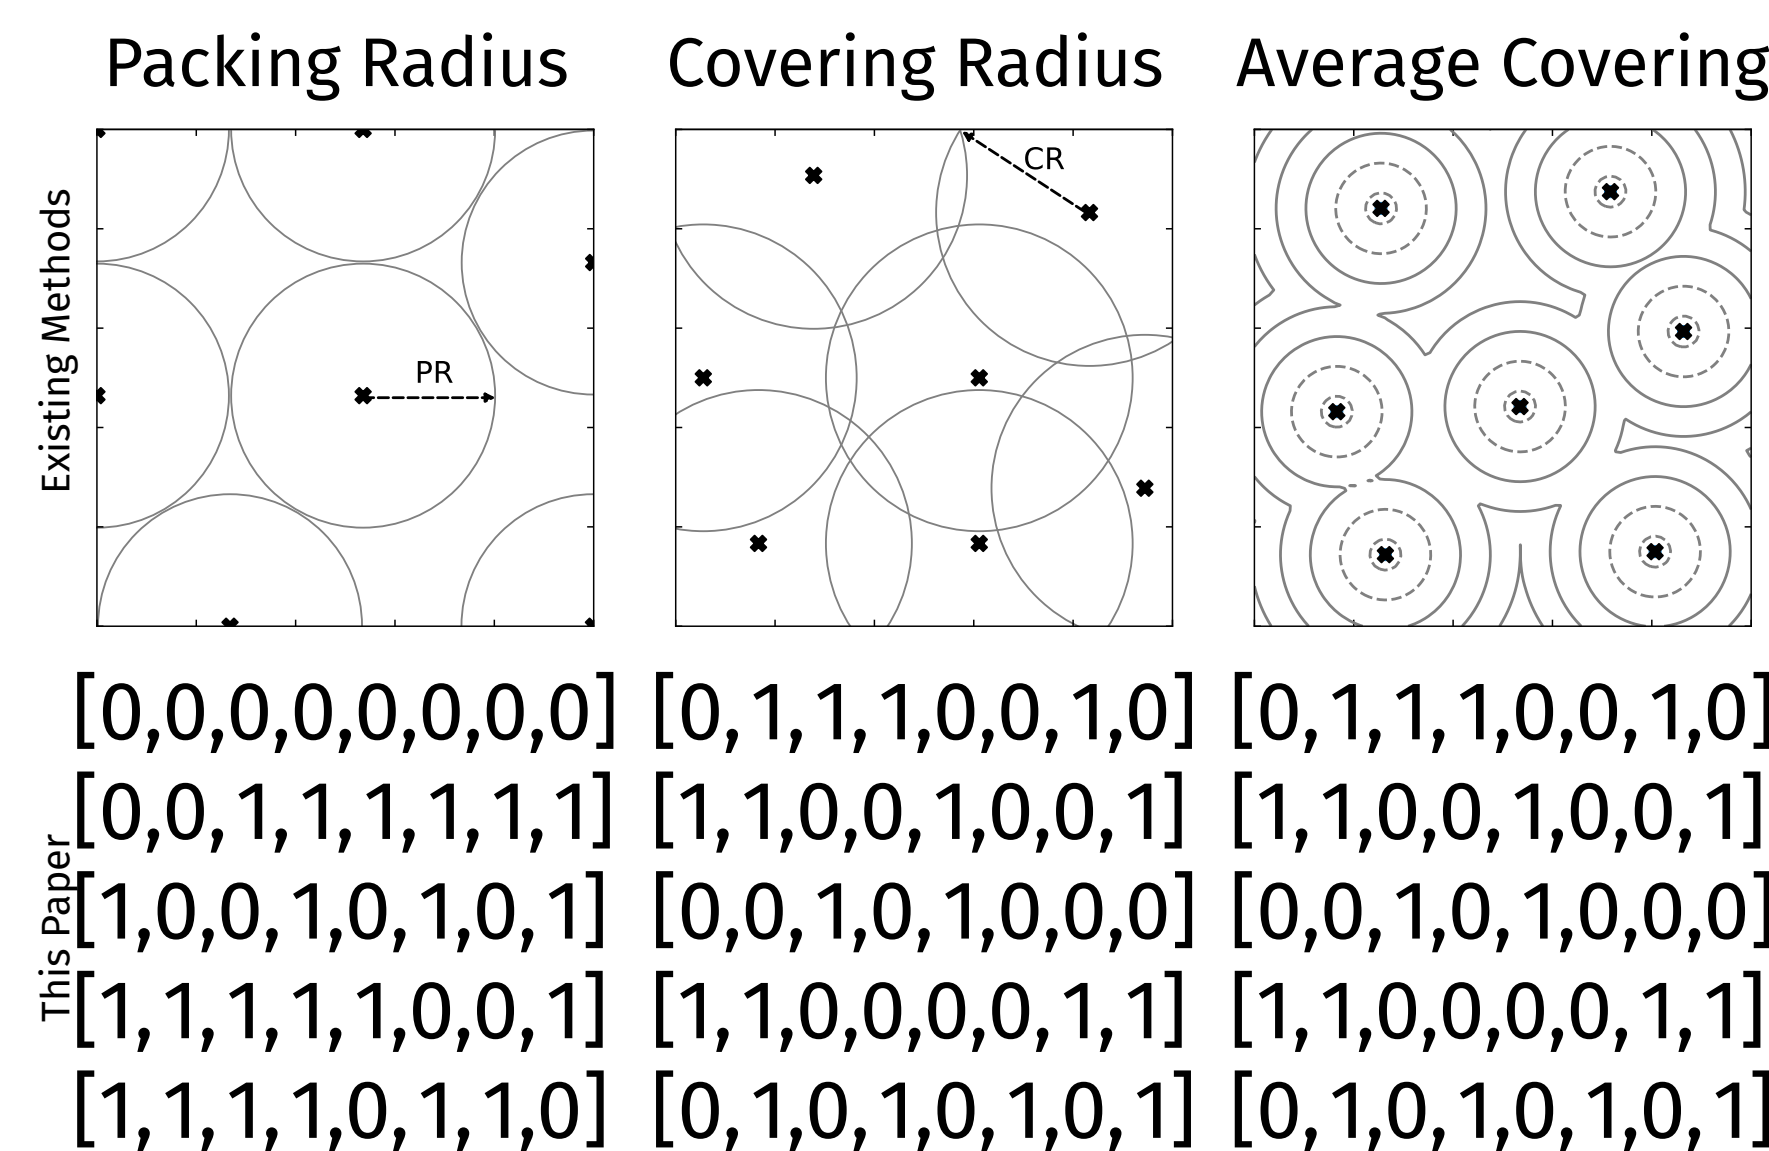 Packing Radius Covering Radius Average Covering
Existing Methods
PR
CR
This Paper
[0,0,0,0,0,0,0,0] [0,1,1,1,0,0,1,0] [0,1,1,1,0,0,1,0]
[0,0,1,1,1,1,1,1] [1,1,0,0,1,0,0,1] [1,1,0,0,1,0,0,1]
[1,0,0,1,0,1,0,1] [0,0,1,0,1,0,0,0] [0,0,1,0,1,0,0,0]
[1,1,1,1,1,0,0,1] [1,1,0,0,0,0,1,1] [1,1,0,0,0,0,1,1]
[1,1,1,1,0,1,1,0] [0,1,0,1,0,1,0,1] [0,1,0,1,0,1,0,1]